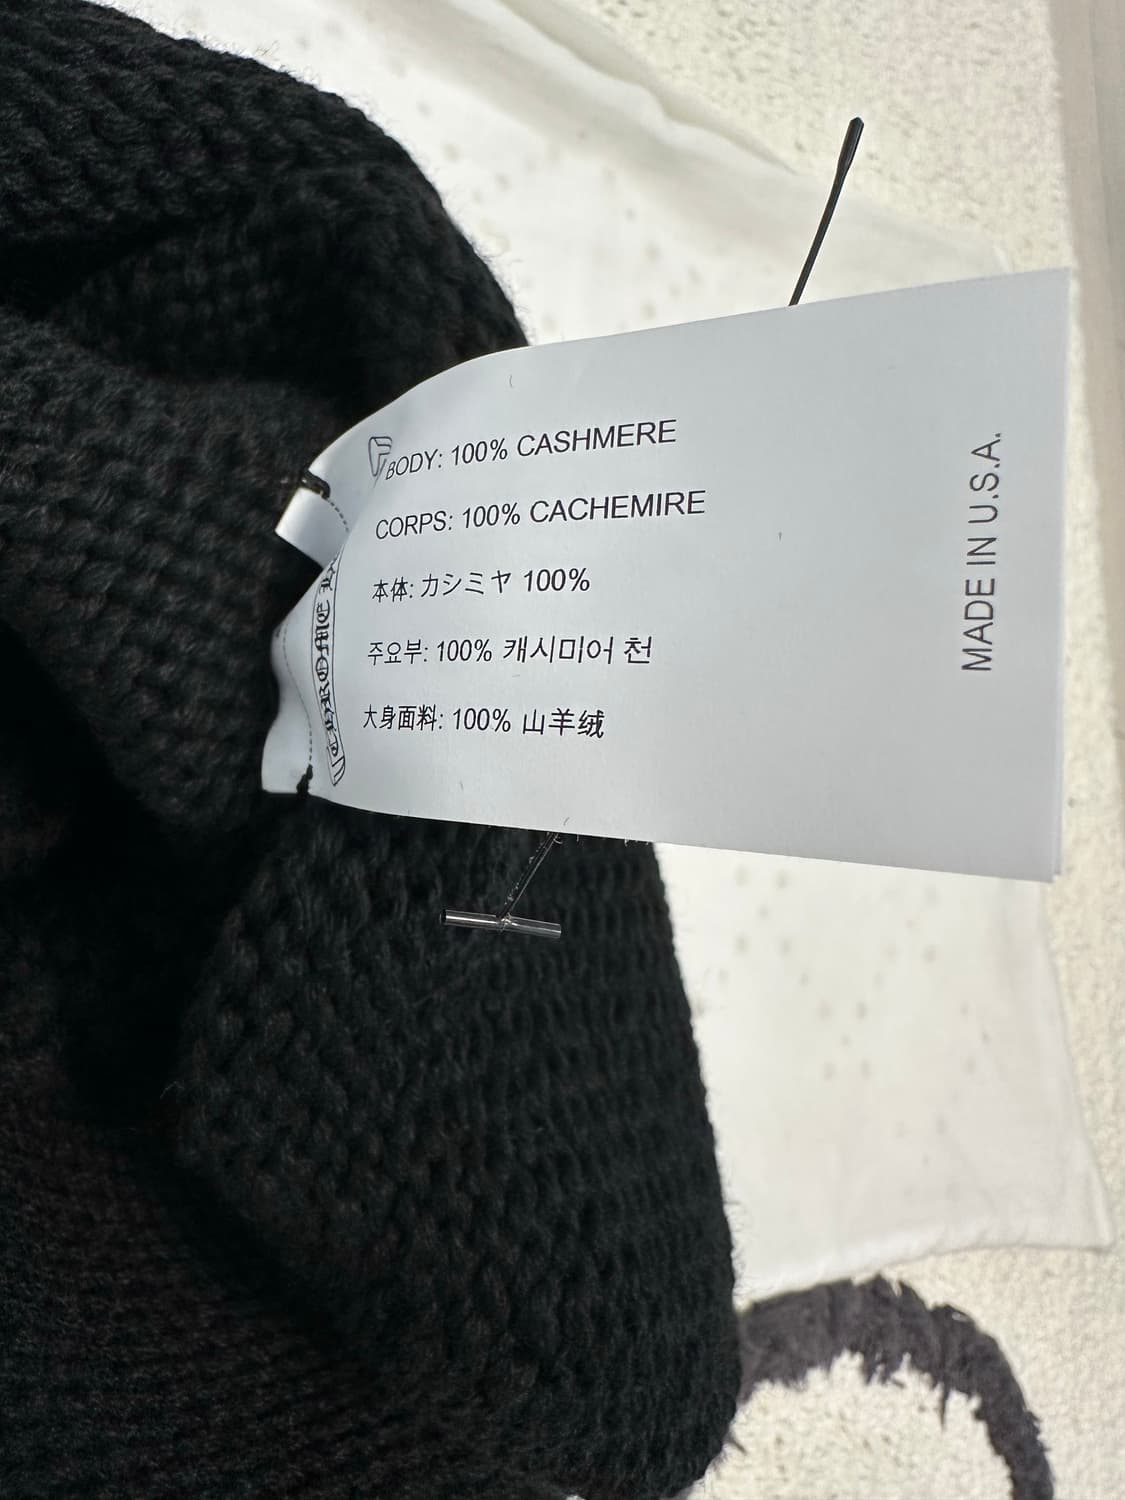 BODY: 100% CASHMERE
CORPS: 100% CACHEMIRE
本体: カシミヤ 100%
주요부: 100% 캐시미어 천
大身面料: 100% 山羊绒
MADE IN U.S.A.
CHROME